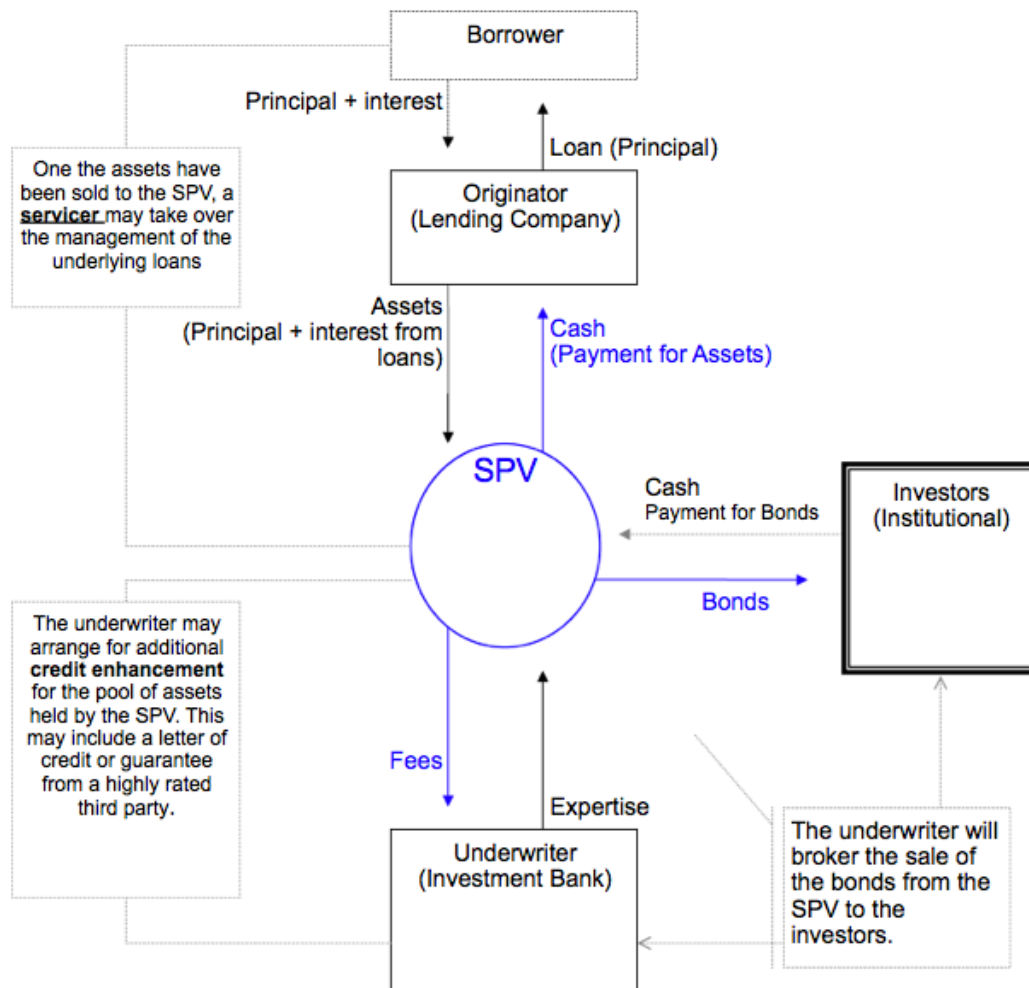 Borrower
Principal + interest
Loan (Principal)
One the assets have
been sold to the SPV, a
servicer may take over
the management of the
underlying loans
Originator
(Lending Company)
Assets
(Principal + interest from
loans)
Cash
(Payment for Assets)
SPV
Cash
Payment for Bonds
Investors
(Institutional)
Bonds
The underwriter may
arrange for additional
credit enhancement
for the pool of assets
held by the SPV. This
may include a letter of
credit or guarantee
from a highly rated
third party.
Fees
Expertise
Underwriter
(Investment Bank)
The underwriter will
broker the sale of
the bonds from the
SPV to the
investors.